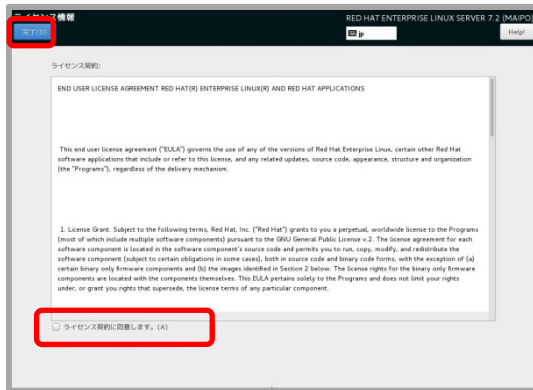 ライセンス情報
RED HAT ENTERPRISE LINUX SERVER 7.2 (MAIPO)
完了(D)
jp
Help!
ライセンス契約:
END USER LICENSE AGREEMENT RED HAT(R) ENTERPRISE LINUX(R) AND RED HAT APPLICATIONS
This end user license agreement ("EULA") governs the use of any of the versions of Red Hat Enterprise Linux, certain other Red Hat
software applications that include or refer to this license, and any related updates, source code, appearance, structure and organization
(the "Programs"), regardless of the delivery mechanism.
1. License Grant. Subject to the following terms, Red Hat, Inc. ("Red Hat") grants to you a perpetual, worldwide license to the Programs
(most of which include multiple software components) pursuant to the GNU General Public License v.2. The license agreement for each
software component is located in the software component's source code and permits you to run, copy, modify, and redistribute the
software component (subject to certain obligations in some cases), both in source code and binary code forms, with the exception of (a)
certain binary only firmware components and (b) the images identified in Section 2 below. The license rights for the binary only firmware
components are located with the components themselves. This EULA pertains solely to the Programs and does not limit your rights
under, or grant you rights that supersede, the license terms of any particular component.
ライセンス契約に同意します。(A)